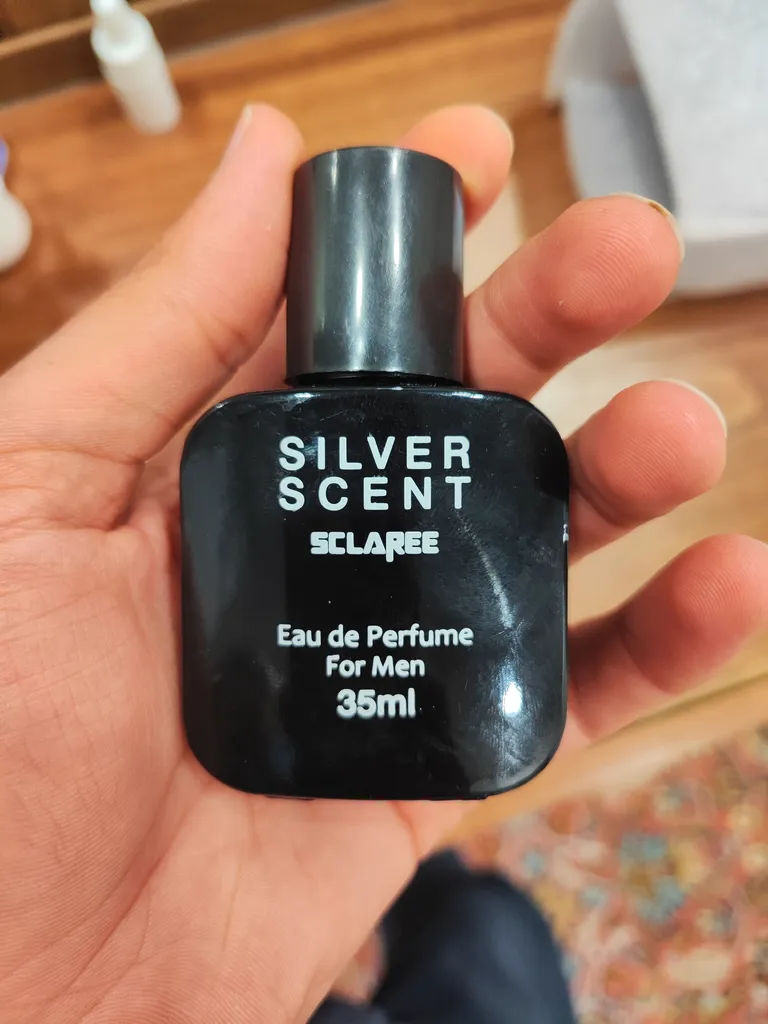 SILVER
SCENT
SCLAREE
Eau de Perfume
For Men
35ml